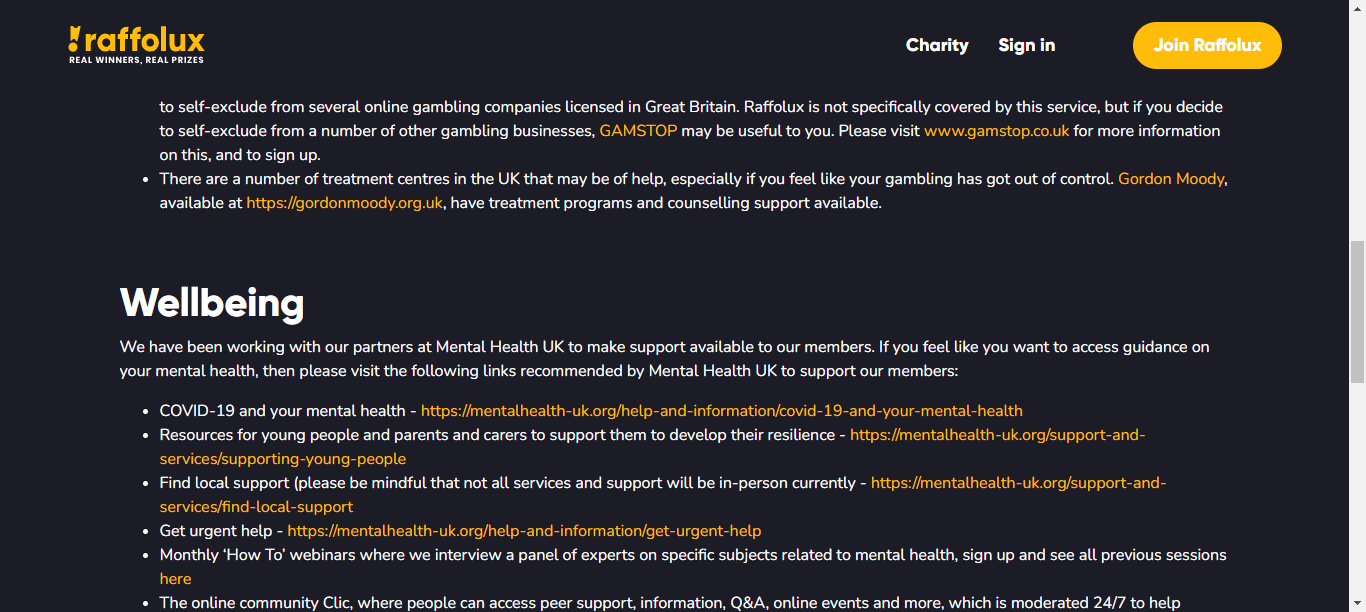 raffolux
REAL WINNERS, REAL PRIZES
Charity
Sign in
Join Raffolux
to self-exclude from several online gambling companies licensed in Great Britain. Raffolux is not specifically covered by this service, but if you decide
to self-exclude from a number of other gambling businesses, GAMSTOP may be useful to you. Please visit www.gamstop.co.uk for more information
on this, and to sign up.
• There are a number of treatment centres in the UK that may be of help, especially if you feel like your gambling has got out of control. Gordon Moody,
available at https://gordonmoody.org.uk, have treatment programs and counselling support available.
Wellbeing
We have been working with our partners at Mental Health UK to make support available to our members. If you feel like you want to access guidance on
your mental health, then please visit the following links recommended by Mental Health UK to support our members:
• COVID-19 and your mental health - https://mentalhealth-uk.org/help-and-information/covid-19-and-your-mental-health
• Resources for young people and parents and carers to support them to develop their resilience - https://mentalhealth-uk.org/support-and-
services/supporting-young-people
• Find local support (please be mindful that not all services and support will be in-person currently - https://mentalhealth-uk.org/support-and-
services/find-local-support
• Get urgent help - https://mentalhealth-uk.org/help-and-information/get-urgent-help
• Monthly ‘How To’ webinars where we interview a panel of experts on specific subjects related to mental health, sign up and see all previous sessions
here
• The online community Clic, where people can access peer support, information, Q&A, online events and more, which is moderated 24/7 to help